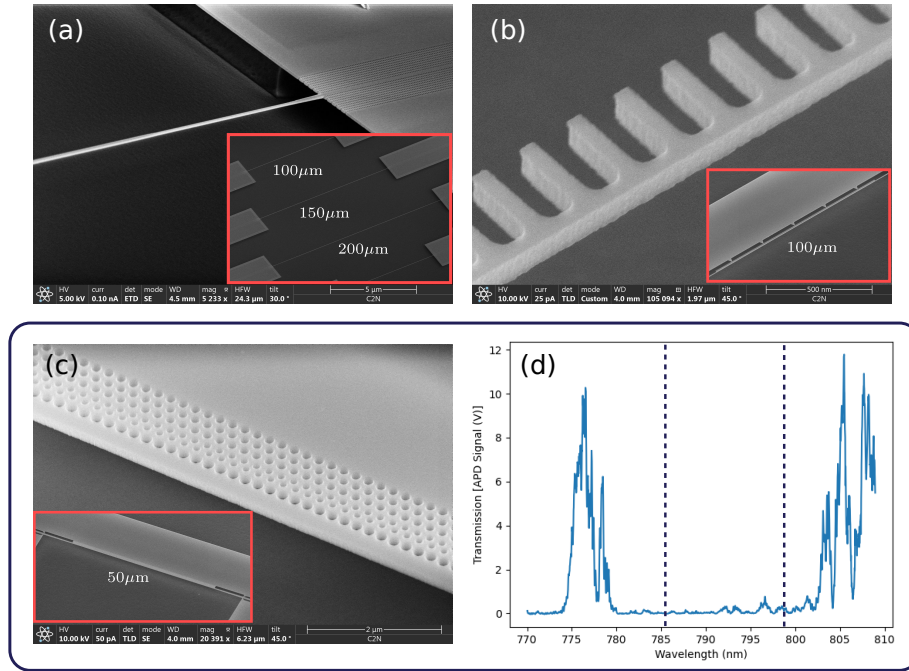 (a)
100μm
150μm
200μm
HV curr det mode WD mag HFW tilt
5.00 kV 0.10 nA ETD SE 4.5 mm 5 233 x 24.3 μm 30.0 °
5 μm
C2N
(b)
100μm
HV curr det mode WD mag HFW tilt
10.00 kV 25 pA TLD Custom 4.0 mm 105 094 x 1.97 μm 45.0 °
500 nm
C2N
(c)
50μm
HV curr det mode WD mag HFW tilt
10.00 kV 50 pA TLD SE 4.0 mm 20 391 x 6.23 μm 45.0 °
2 μm
C2N
(d)
Transmission [APD Signal (V)]
12
10
8
6
4
2
0
770 775 780 785 790 795 800 805 810
Wavelength (nm)